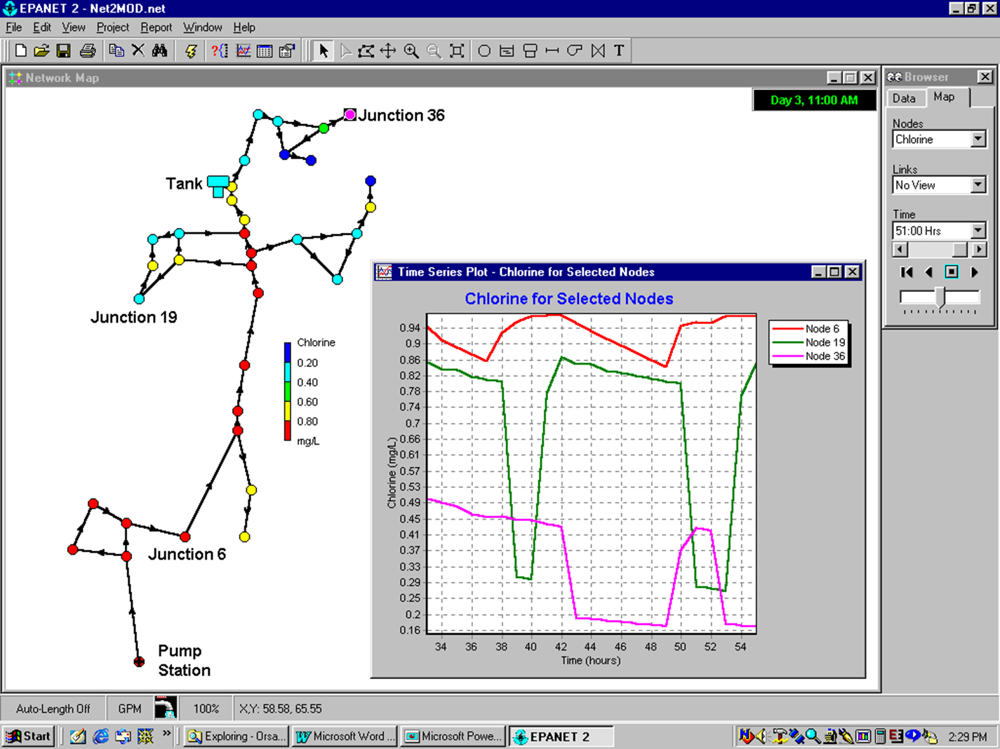 EPANET 2 - Net2MOD.net
File Edit View Project Report Window Help
Network Map
Day 3, 11:00 AM
Junction 36
Tank
Junction 19
Chlorine
0.20
0.40
0.60
0.80
mg/L
Junction 6
Pump
Station
Time Series Plot - Chlorine for Selected Nodes
Chlorine for Selected Nodes
0.94
0.9
0.86
0.82
0.78
0.74
0.7
0.66
0.61
0.57
0.53
0.49
0.45
0.41
0.37
0.33
0.29
0.25
0.2
0.16
Chlorine (mg/L)
34 36 38 40 42 44 46 48 50 52 54
Time (hours)
Node 6
Node 19
Node 36
Browser
Data Map
Nodes
Chlorine
Links
No View
Time
51:00 Hrs
Auto-Length Off GPM 100% X,Y: 58.58, 65.55
Start Exploring - Orsa... Microsoft Word ... Microsoft Powe... EPANET 2 2:29 PM